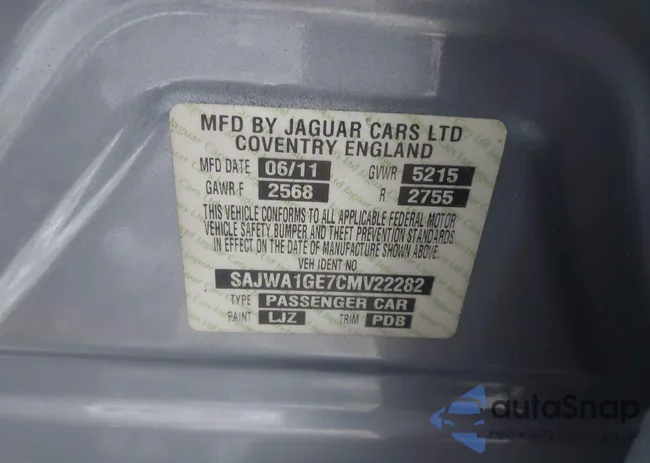 MFD BY JAGUAR CARS LTD
COVENTRY ENGLAND
MFD DATE 06/11 GVWR 5215
GAWR F 2568 R 2755
THIS VEHICLE CONFORMS TO ALL APPLICABLE FEDERAL MOTOR
VEHICLE SAFETY, BUMPER AND THEFT PREVENTION STANDARDS
IN EFFECT ON THE DATE OF MANUFACTURE SHOWN ABOVE.
VEH IDENT
SAJWA1GE7CMV22282
TYPE PASSENGER CAR
PAINT LJZ TRIM PDB
autoSnap